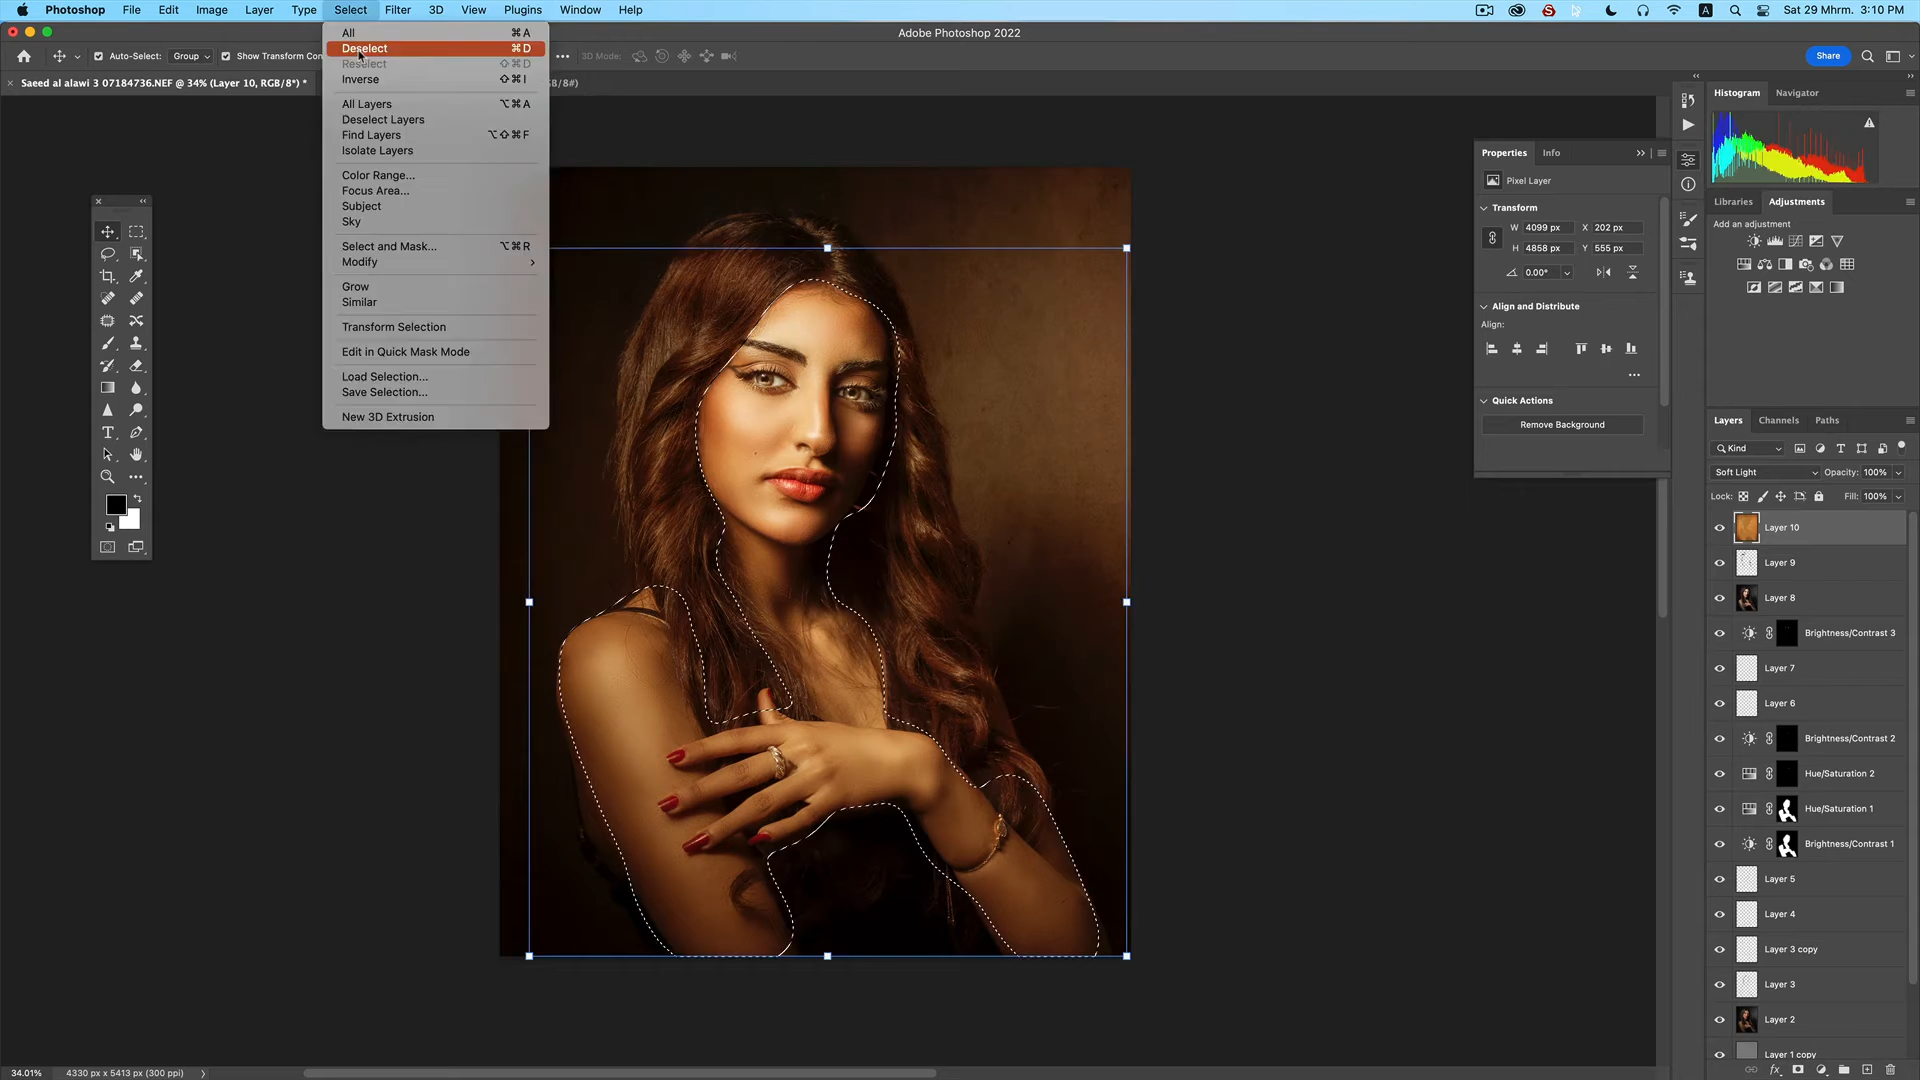 Photoshop File Edit Image Layer Type Select Filter 3D View Plugins Window Help
A Sat 29 Mhrm. 3:10 PM
Adobe Photoshop 2022
Auto-Select: Group Show Transform Con
3D Mode:
Share
Saeed al alawi 3 07184736.NEF @ 34% (Layer 10, RGB/8*) *
B/8#)
All ⌘A
Deselect ⌘D
Reselect ⇧⌘D
Inverse ⇧⌘I
All Layers ⌥⌘A
Deselect Layers
Find Layers ⌥⇧⌘F
Isolate Layers
Color Range...
Focus Area...
Subject
Sky
Select and Mask... ⌥⌘R
Modify
Grow
Similar
Transform Selection
Edit in Quick Mask Mode
Load Selection...
Save Selection...
New 3D Extrusion
Properties Info
Pixel Layer
Transform
W 4099 px X 202 px
H 4858 px Y 555 px
0.00°
Align and Distribute
Align:
Quick Actions
Remove Background
Histogram Navigator
Libraries Adjustments
Add an adjustment
Layers Channels Paths
Kind
Soft Light Opacity: 100%
Lock: Fill: 100%
Layer 10
Layer 9
Layer 8
Brightness/Contrast 3
Layer 7
Layer 6
Brightness/Contrast 2
Hue/Saturation 2
Hue/Saturation 1
Brightness/Contrast 1
Layer 5
Layer 4
Layer 3 copy
Layer 3
Layer 2
Layer 1 copy
34.01% 4330 px x 5413 px (300 ppi)